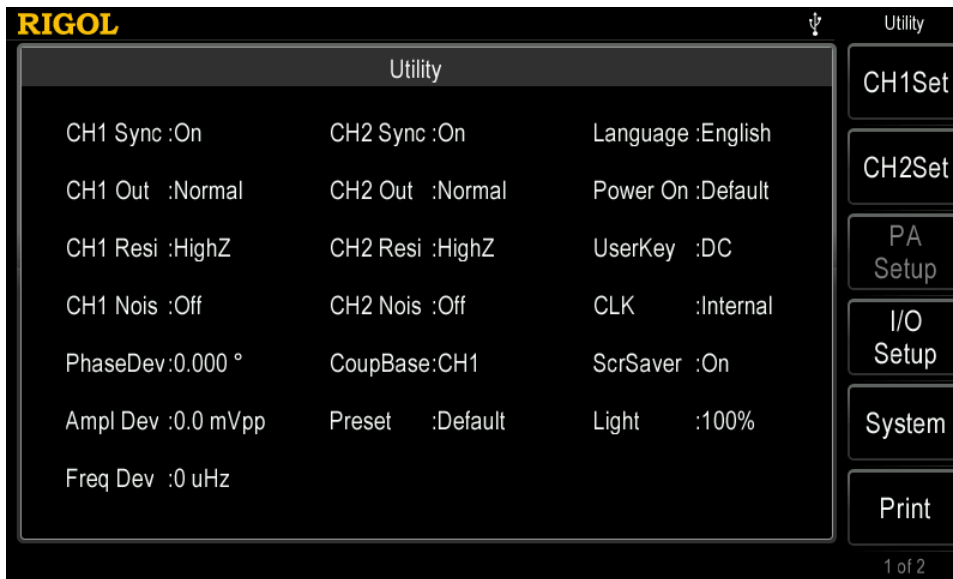 RIGOL
Utility
Utility
CH1 Sync :On CH2 Sync :On Language :English
CH1 Out :Normal CH2 Out :Normal Power On :Default
CH1 Resi :HighZ CH2 Resi :HighZ UserKey :DC
CH1 Nois :Off CH2 Nois :Off CLK :Internal
PhaseDev:0.000 ° CoupBase:CH1 ScrSaver :On
Ampl Dev :0.0 mVpp Preset :Default Light :100%
Freq Dev :0 uHz
CH1Set
CH2Set
PA
Setup
I/O
Setup
System
Print
1 of 2